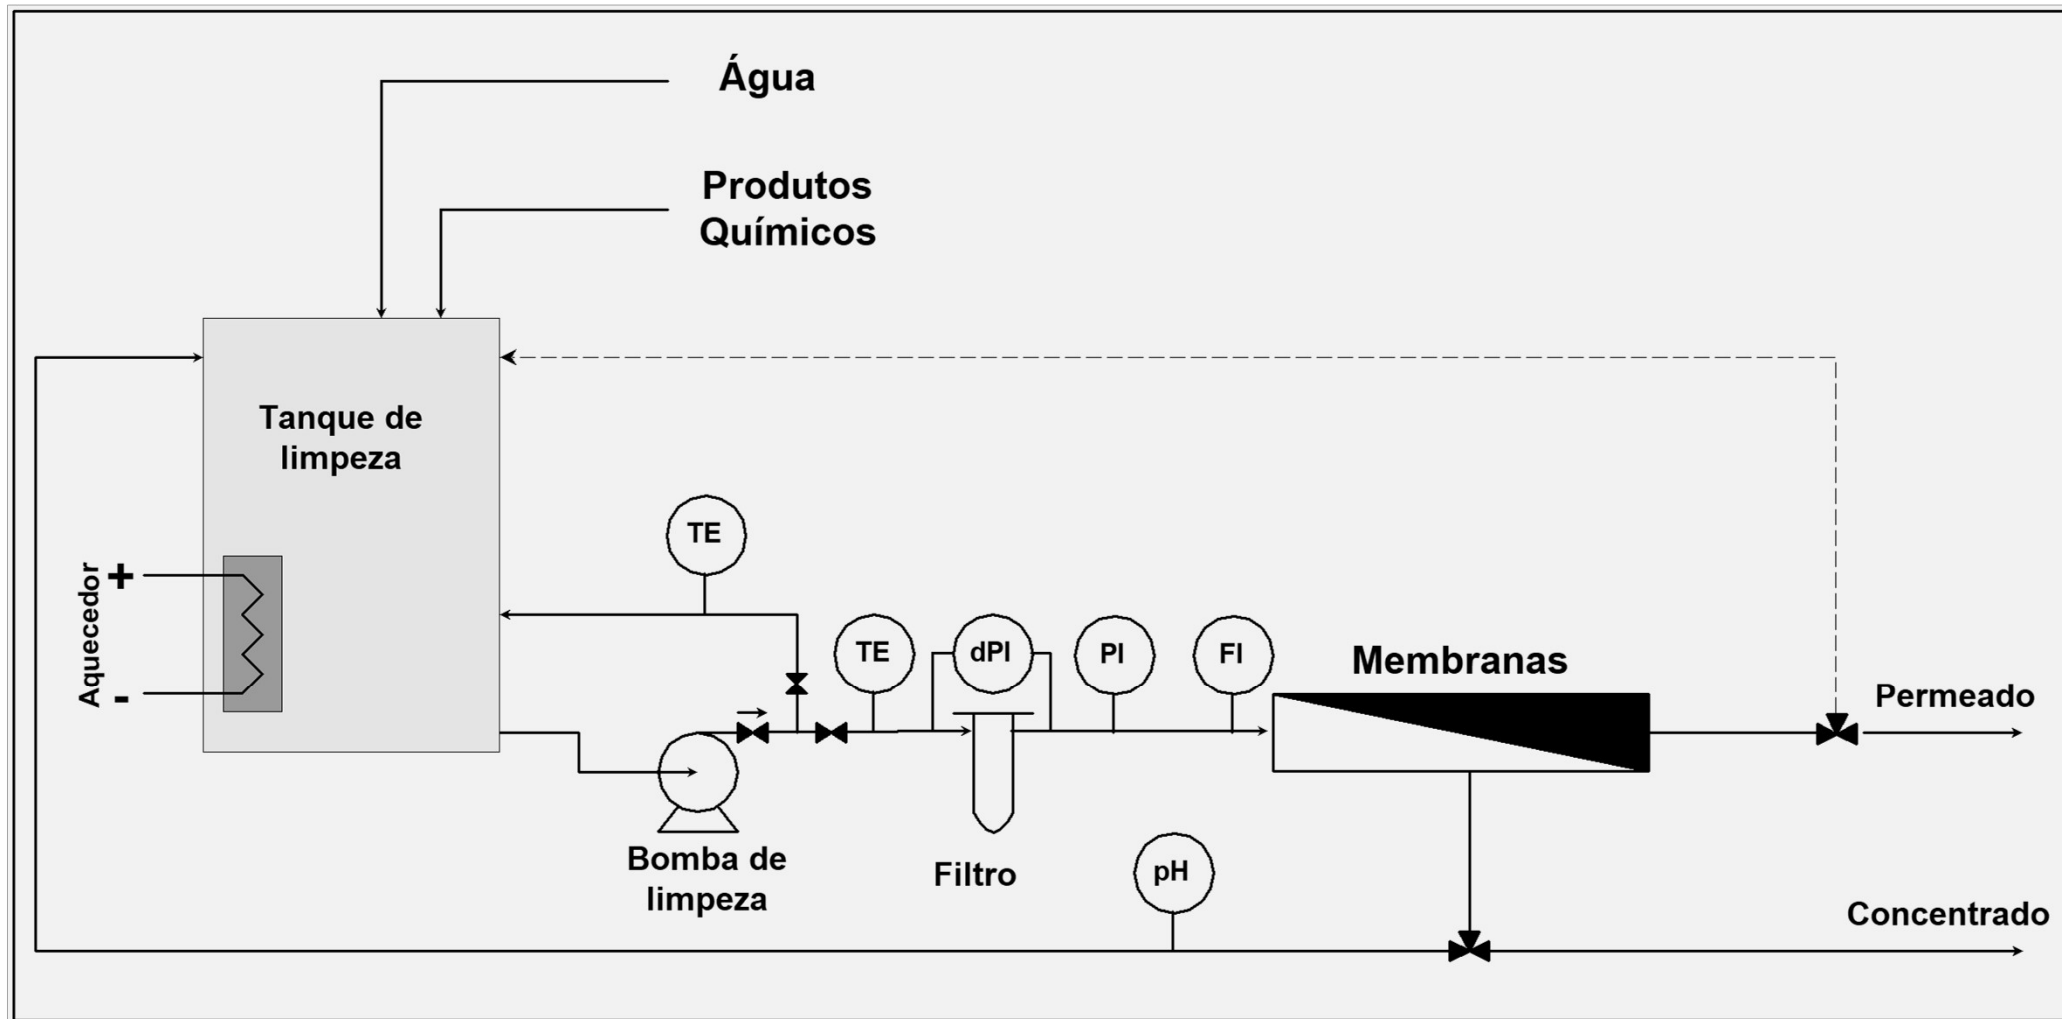 Água
Produtos
Químicos
Tanque de
limpeza
Aquecedor
+
-
TE
TE
dPI
PI
FI
Membranas
Permeado
Bomba de
limpeza
Filtro
pH
Concentrado